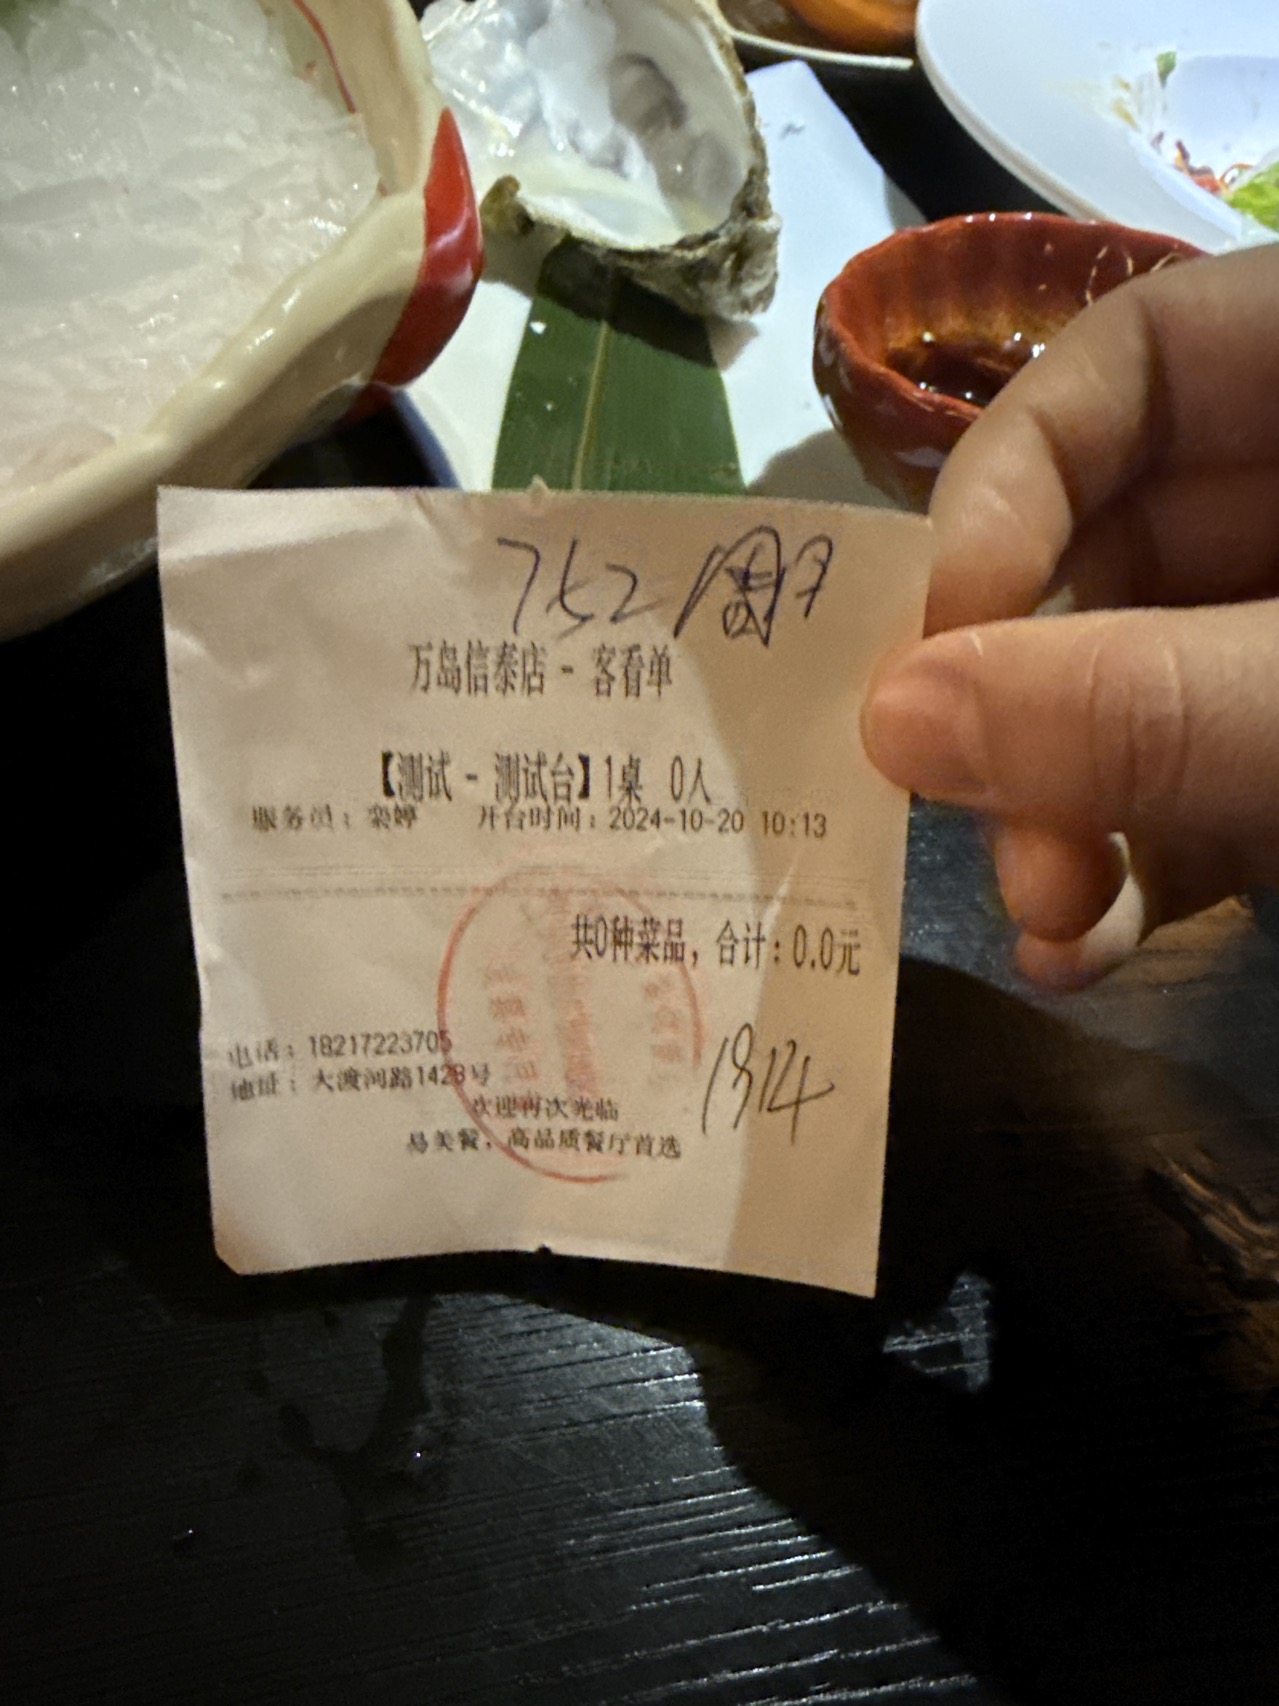 752
万岛信泰店 - 客看单
【测试 - 测试台】1桌 0人
服务员：栾婷 开台时间：2024-10-20 10:13
共0种菜品，合计：0.0元
电话：18217223705
地址：大渡河路1428号
欢迎再次光临
易美餐，高品质餐厅首选